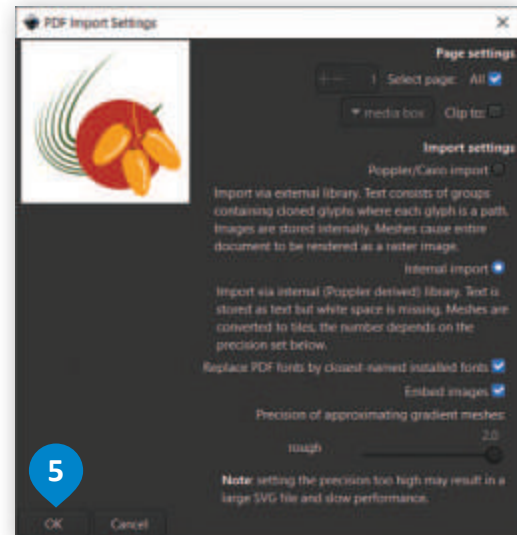 PDF Import Settings
Page settings
1 Select page: All
media box Clip to:
Import settings
Poppler/Cairo import
Import via external library. Text consists of groups
containing cloned glyphs where each glyph is a path.
Images are stored internally. Meshes cause entire
document to be rendered as a raster image.
Internal import
Import via internal (Poppler derived) library. Text is
stored as text but white space is missing. Meshes are
converted to tiles, the number depends on the
precision set below.
Replace PDF fonts by closest-named installed fonts
Embed images
Precision of approximating gradient meshes:
2.0
rough
Note: setting the precision too high may result in a
large SVG file and slow performance.
5
OK Cancel